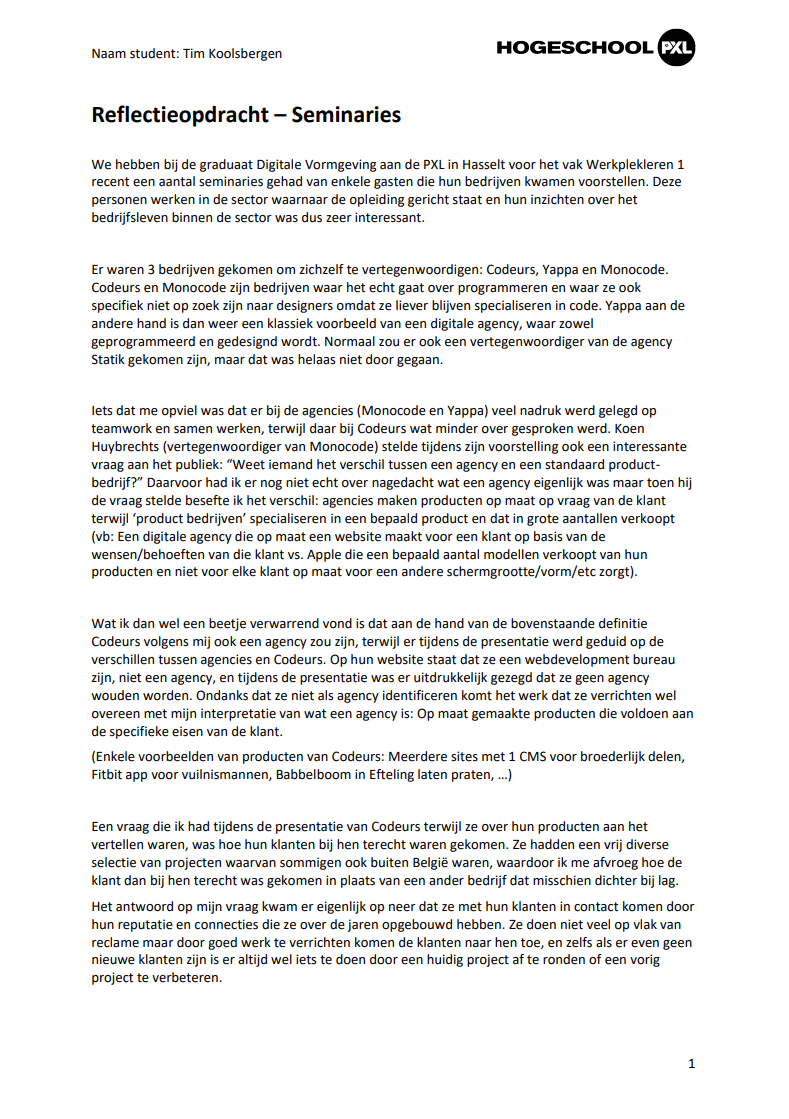 Naam student: Tim Koolsbergen
HOGESCHOOL PXL
Reflectieopdracht – Seminaries
We hebben bij de graduaat Digitale Vormgeving aan de PXL in Hasselt voor het vak Werkplekleren 1
recent een aantal seminaries gehad van enkele gasten die hun bedrijven kwamen voorstellen. Deze
personen werken in de sector waarnaar de opleiding gericht staat en hun inzichten over het
bedrijfsleven binnen de sector was dus zeer interessant.
Er waren 3 bedrijven gekomen om zichzelf te vertegenwoordigen: Codeurs, Yappa en Monocode.
Codeurs en Monocode zijn bedrijven waar het echt gaat over programmeren en waar ze ook
specifiek niet op zoek zijn naar designers omdat ze liever blijven specialiseren in code. Yappa aan de
andere hand is dan weer een klassiek voorbeeld van een digitale agency, waar zowel
geprogrammeerd en gedesignd wordt. Normaal zou er ook een vertegenwoordiger van de agency
Statik gekomen zijn, maar dat was helaas niet door gegaan.
Iets dat me opviel was dat er bij de agencies (Monocode en Yappa) veel nadruk werd gelegd op
teamwork en samen werken, terwijl daar bij Codeurs wat minder over gesproken werd. Koen
Huybrechts (vertegenwoordiger van Monocode) stelde tijdens zijn voorstelling ook een interessante
vraag aan het publiek: “Weet iemand het verschil tussen een agency en een standaard product-
bedrijf?” Daarvoor had ik er nog niet echt over nagedacht wat een agency eigenlijk was maar toen hij
de vraag stelde besefte ik het verschil: agencies maken producten op maat op vraag van de klant
terwijl ‘product bedrijven’ specialiseren in een bepaald product en dat in grote aantallen verkoopt
(vb: Een digitale agency die op maat een website maakt voor een klant op basis van de
wensen/behoeften van die klant vs. Apple die een bepaald aantal modellen verkoopt van hun
producten en niet voor elke klant op maat voor een andere schermgrootte/vorm/etc zorgt).
Wat ik dan wel een beetje verwarrend vond is dat aan de hand van de bovenstaande definitie
Codeurs volgens mij ook een agency zou zijn, terwijl er tijdens de presentatie werd geduid op de
verschillen tussen agencies en Codeurs. Op hun website staat dat ze een webdevelopment bureau
zijn, niet een agency, en tijdens de presentatie was er uitdrukkelijk gezegd dat ze geen agency
wouden worden. Ondanks dat ze niet als agency identificeren komt het werk dat ze verrichten wel
overeen met mijn interpretatie van wat een agency is: Op maat gemaakte producten die voldoen aan
de specifieke eisen van de klant.
(Enkele voorbeelden van producten van Codeurs: Meerdere sites met 1 CMS voor broederlijk delen,
Fitbit app voor vuilnismannen, Babbelboom in Efteling laten praten, …)
Een vraag die ik had tijdens de presentatie van Codeurs terwijl ze over hun producten aan het
vertellen waren, was hoe hun klanten bij hen terecht waren gekomen. Ze hadden een vrij diverse
selectie van projecten waarvan sommigen ook buiten België waren, waardoor ik me afvroeg hoe de
klant dan bij hen terecht was gekomen in plaats van een ander bedrijf dat misschien dichter bij lag.
Het antwoord op mijn vraag kwam er eigenlijk op neer dat ze met hun klanten in contact komen door
hun reputatie en connecties die ze over de jaren opgebouwd hebben. Ze doen niet veel op vlak van
reclame maar door goed werk te verrichten komen de klanten naar hen toe, en zelfs als er even geen
nieuwe klanten zijn is er altijd wel iets te doen door een huidig project af te ronden of een vorig
project te verbeteren.
1